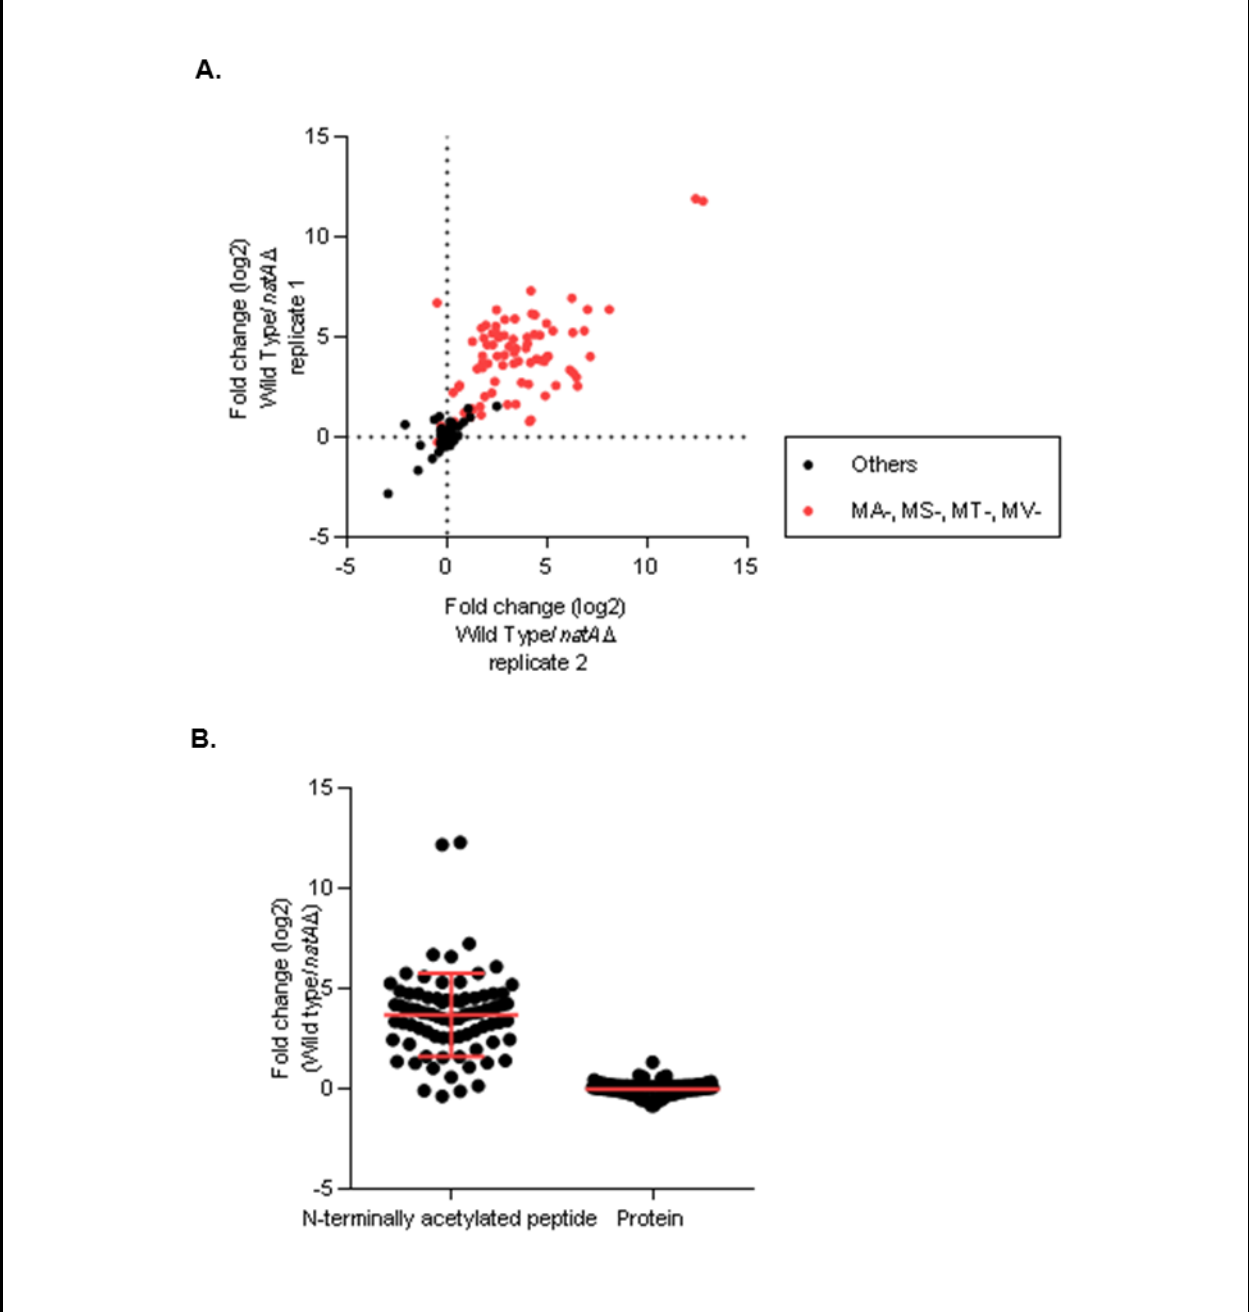 A.
15
10
5
0
-5
Fold change (log2)
Wild Type/natAΔ
replicate 1
-5 0 5 10 15
Fold change (log2)
Wild Type/natAΔ
replicate 2
Others
MA-, MS-, MT-, MV-
B.
15
10
5
0
-5
Fold change (log2)
(Wild type/natAΔ)
N-terminally acetylated peptide Protein